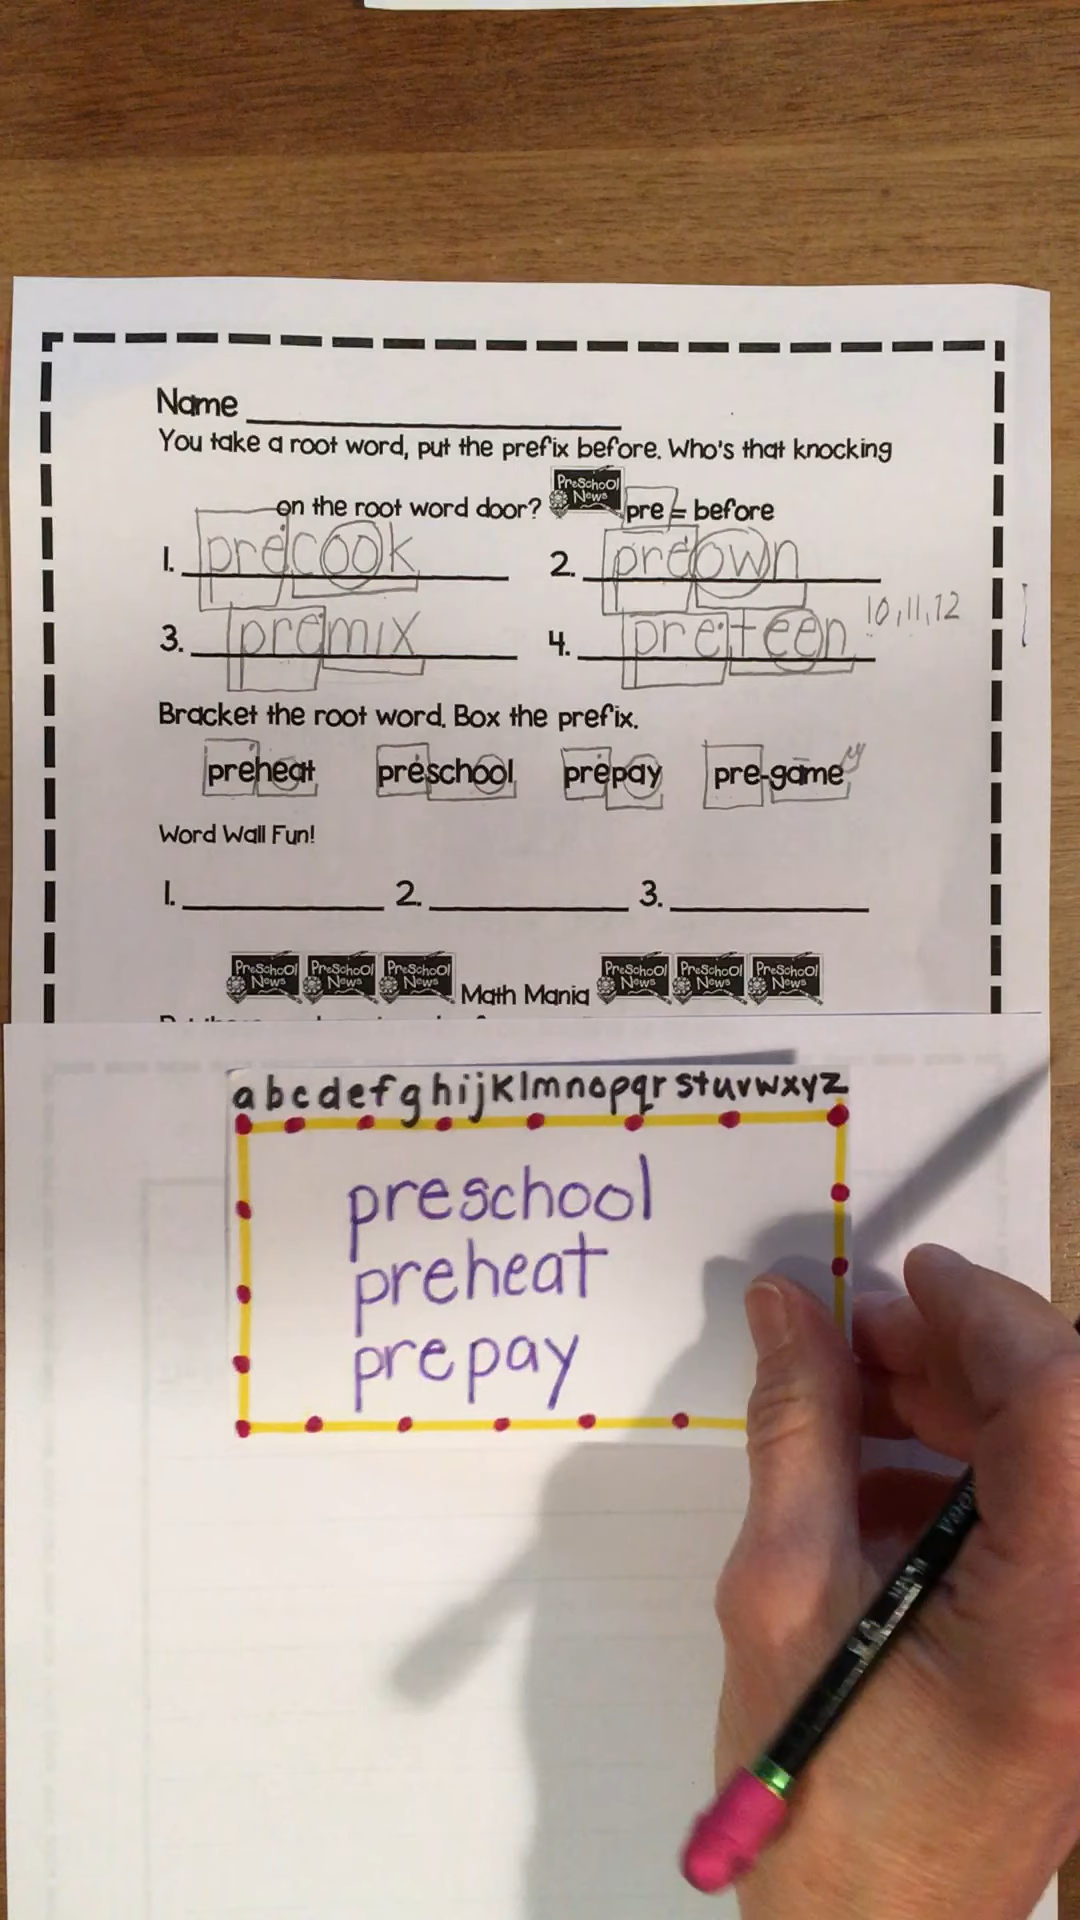 Name
You take a root word, put the prefix before. Who's that knocking
on the root word door? PreSchool News pre = before
1. precook 2. preown
3. premix 4. preteen 10,11,12
Bracket the root word. Box the prefix.
preheat preschool prepay pre-game
Word Wall Fun!
1. 2. 3.
PreSchool News PreSchool News PreSchool News Math Mania PreSchool News PreSchool News PreSchool News
abcdefghijklmnopqrstuvwxyz
preschool
preheat
prepay